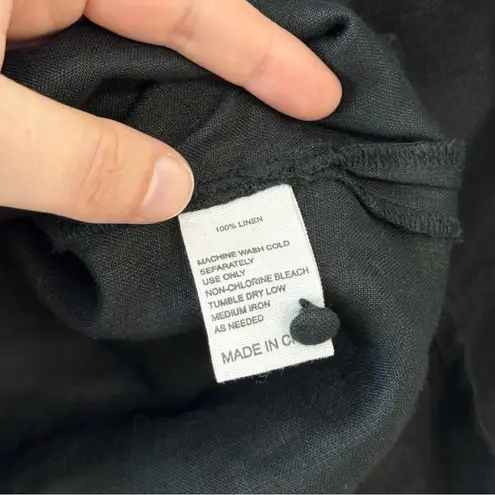 100% LINEN
MACHINE WASH COLD
SEPARATELY
USE ONLY
NON-CHLORINE BLEACH
TUMBLE DRY LOW
MEDIUM IRON
AS NEEDED
MADE IN